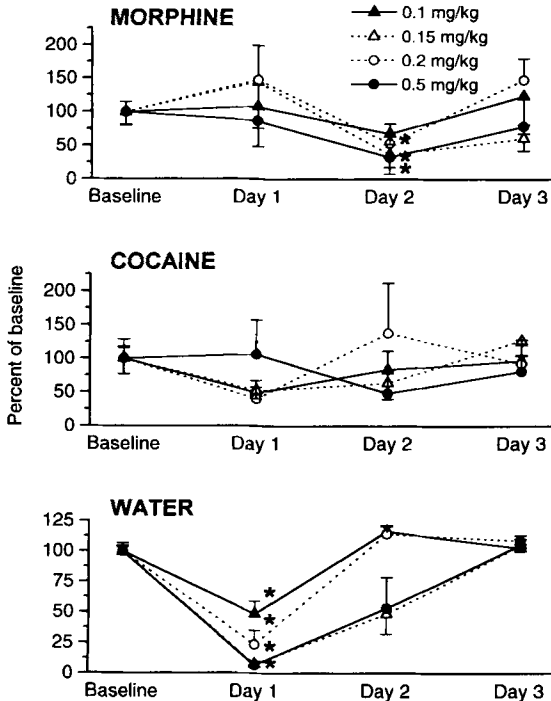 MORPHINE
0.1 mg/kg
0.15 mg/kg
0.2 mg/kg
0.5 mg/kg
200
150
100
50
0
Baseline Day 1 Day 2 Day 3
* * *
COCAINE
Percent of baseline
200
150
100
50
0
Baseline Day 1 Day 2 Day 3
WATER
125
100
75
50
25
0
* * * *
Baseline Day 1 Day 2 Day 3